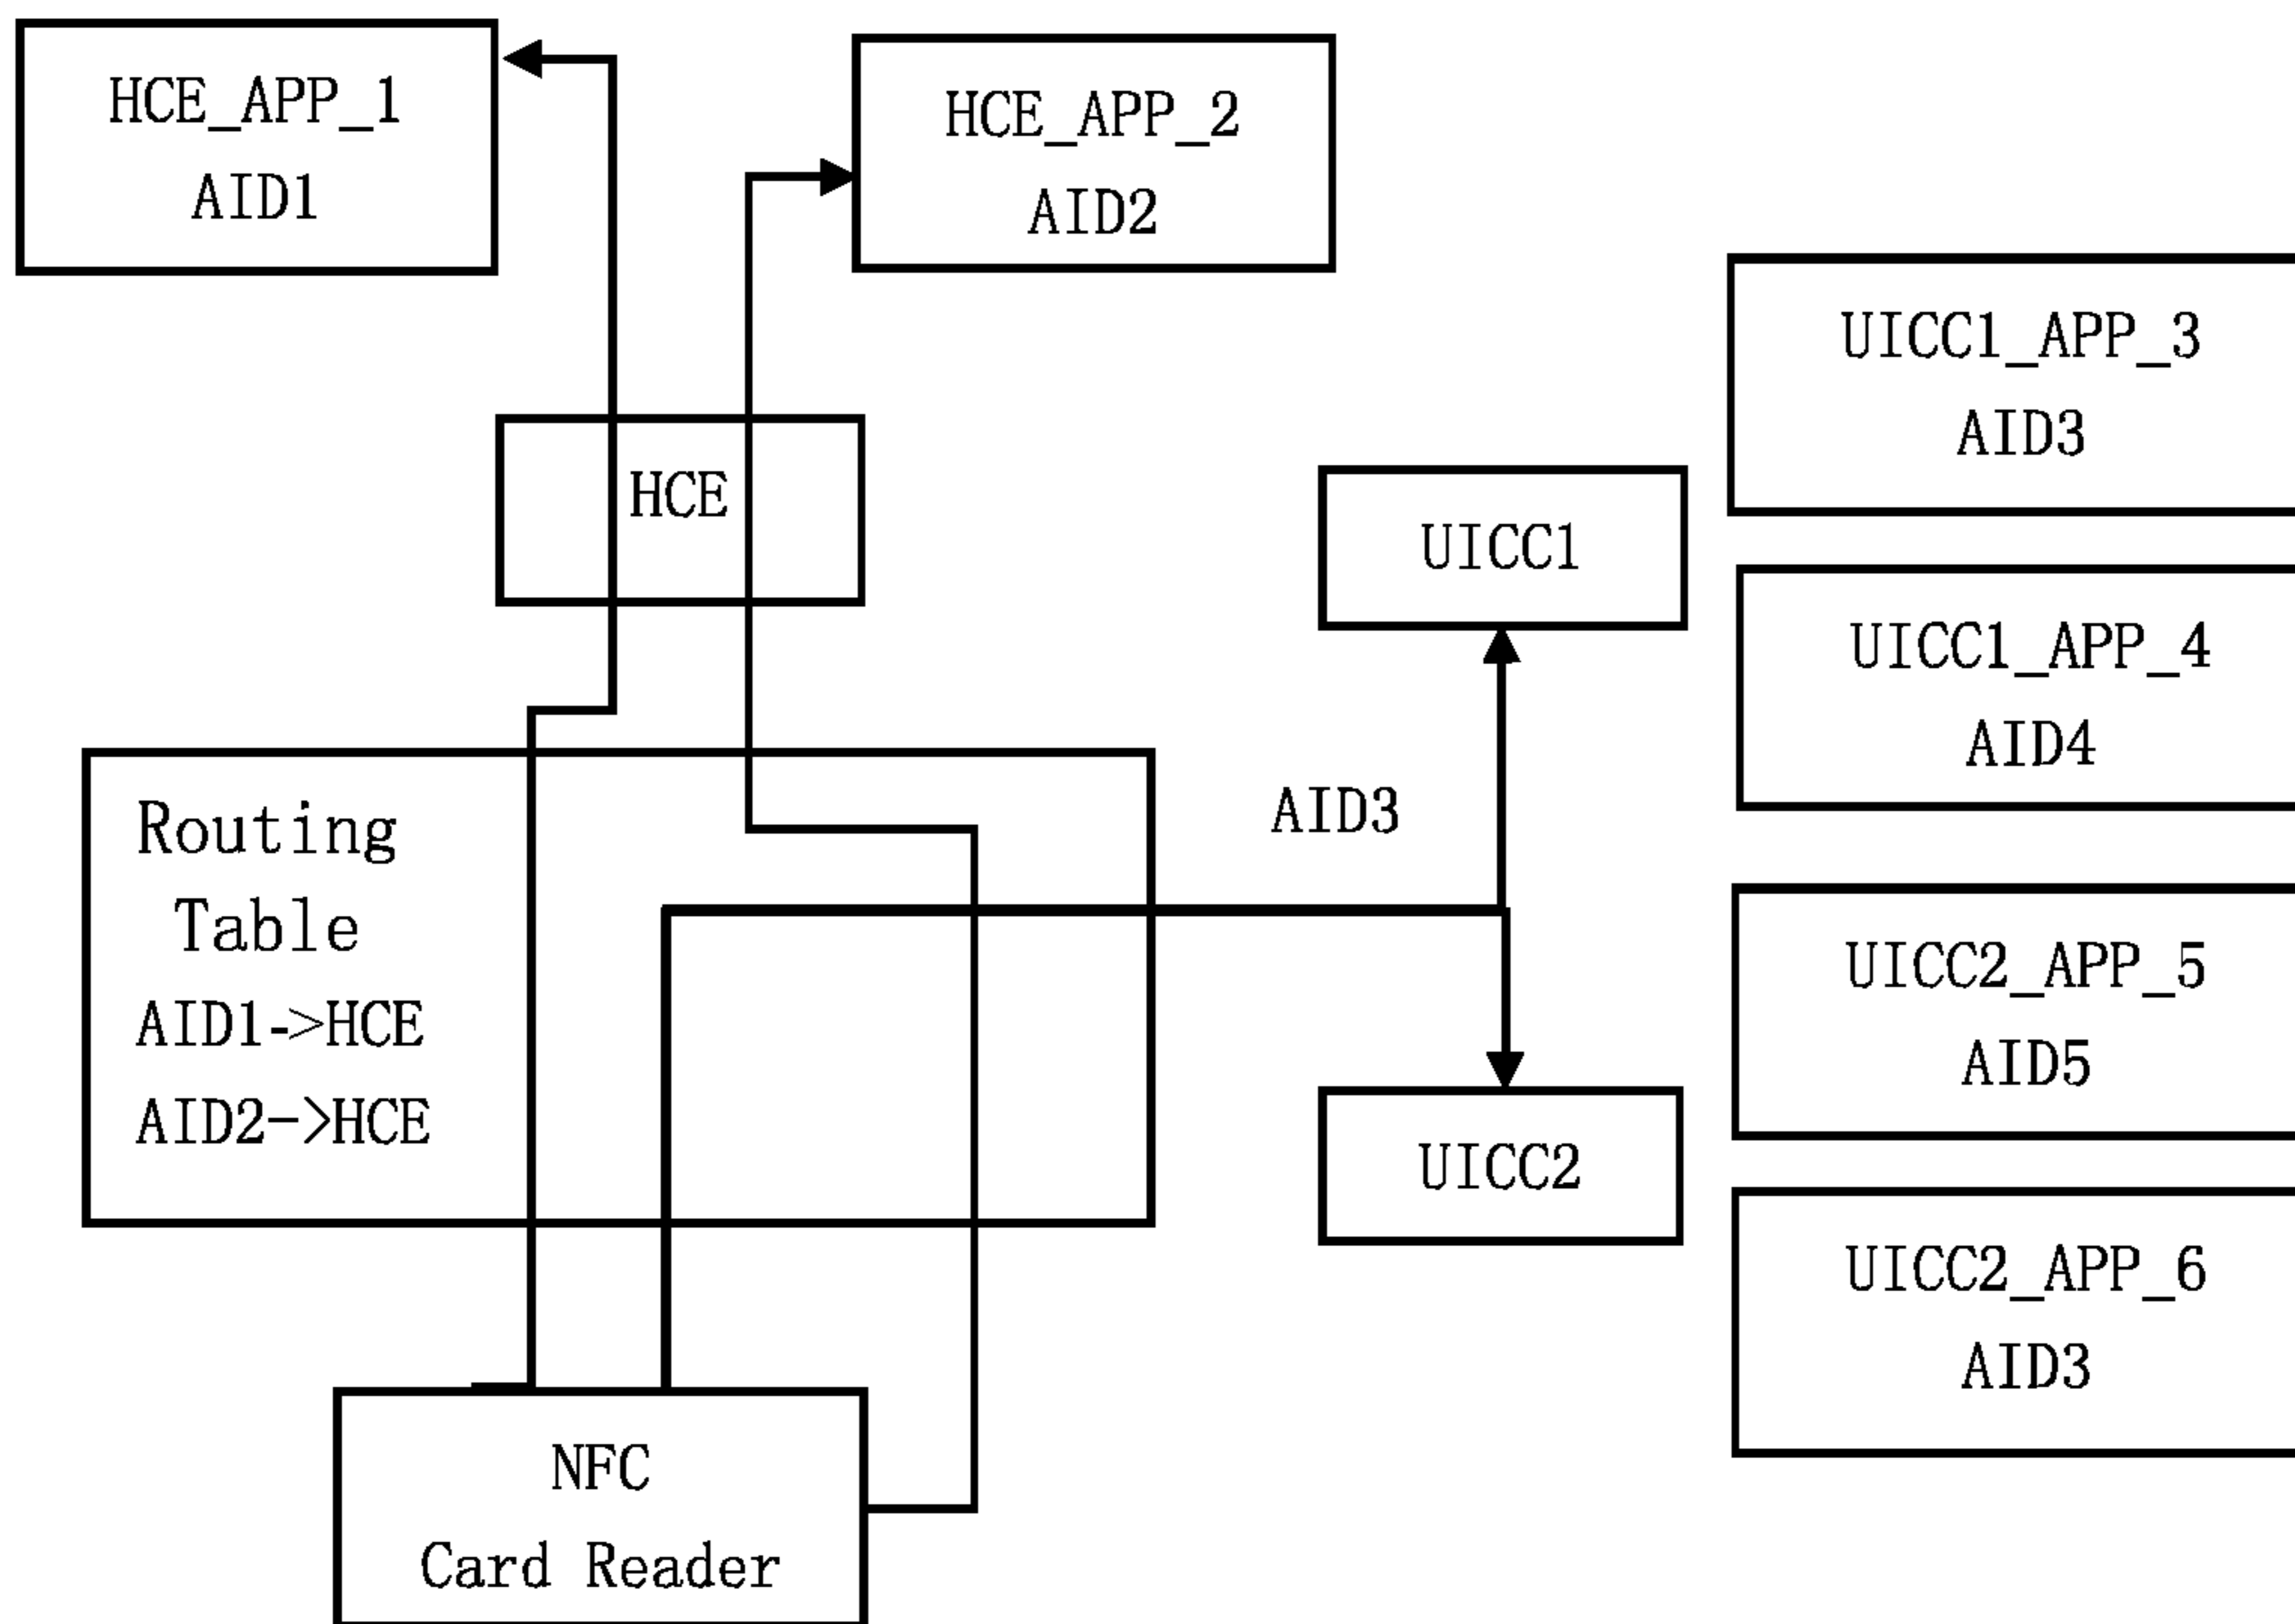 HCE_APP_1
AID1
HCE_APP_2
AID2
HCE
UICC1
UICC1_APP_3
AID3
UICC1_APP_4
AID4
Routing
Table
AID1->HCE
AID2->HCE
AID3
UICC2
UICC2_APP_5
AID5
UICC2_APP_6
AID3
NFC
Card Reader